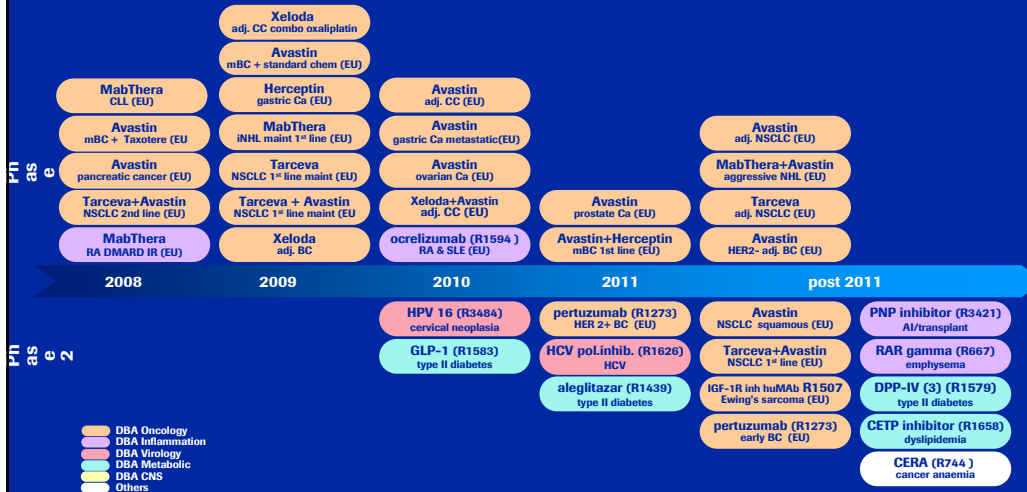 Xeloda
adj. CC combo oxaliplatin
Avastin
mBC + standard chem (EU)
MabThera
CLL (EU)
Herceptin
gastric Ca (EU)
Avastin
adj. CC (EU)
Avastin
mBC + Taxotere (EU
MabThera
iNHL maint 1st line (EU)
Avastin
gastric Ca metastatic(EU)
Avastin
adj. NSCLC (EU)
Avastin
pancreatic cancer (EU)
Tarceva
NSCLC 1st line maint (EU)
Avastin
ovarian Ca (EU)
MabThera+Avastin
aggressive NHL (EU)
Tarceva+Avastin
NSCLC 2nd line (EU)
Tarceva + Avastin
NSCLC 1st line maint (EU
Xeloda+Avastin
adj. CC (EU)
Avastin
prostate Ca (EU)
Tarceva
adj. NSCLC (EU)
MabThera
RA DMARD IR (EU)
Xeloda
adj. BC
ocrelizumab (R1594 )
RA & SLE (EU)
Avastin+Herceptin
mBC 1st line (EU)
Avastin
HER2- adj. BC (EU)
Ph
as
e
2008
2009
2010
2011
post 2011
Ph
as
e
2
HPV 16 (R3484)
cervical neoplasia
pertuzumab (R1273)
HER 2+ BC (EU)
Avastin
NSCLC squamous (EU)
PNP inhibitor (R3421)
AI/transplant
GLP-1 (R1583)
type II diabetes
HCV pol.inhib. (R1626)
HCV
Tarceva+Avastin
NSCLC 1st line (EU)
RAR gamma (R667)
emphysema
aleglitazar (R1439)
type II diabetes
IGF-1R inh huMAb R1507
Ewing's sarcoma (EU)
DPP-IV (3) (R1579)
type II diabetes
pertuzumab (R1273)
early BC (EU)
CETP inhibitor (R1658)
dyslipidemia
CERA (R744 )
cancer anaemia
DBA Oncology
DBA Inflammation
DBA Virology
DBA Metabolic
DBA CNS
Others